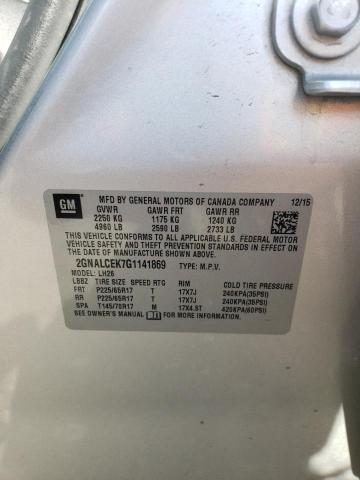 GM
MFD BY GENERAL MOTORS OF CANADA COMPANY 12/15
GVWR GAWR FRT GAWR RR
2250 KG 1175 KG 1240 KG
4960 LB 2590 LB 2733 LB
THIS VEHICLE CONFORMS TO ALL APPLICABLE U.S. FEDERAL MOTOR
VEHICLE SAFETY, BUMPER, AND THEFT PREVENTION STANDARDS IN EFFECT
ON THE DATE OF MANUFACTURE SHOWN ABOVE.
2GNALCEK7G1141869 TYPE: M.P.V.
MODEL: LH26
LBBZ TIRE SIZE SPEED RTG RIM COLD TIRE PRESSURE
FRT P225/65R17 T 17X7J 240KPA(35PSI)
RR P225/65R17 T 17X7J 240KPA(35PSI)
SPA T145/70R17 M 17X4.5T 420KPA(60PSI)
SEE OWNER'S MANUAL FOR MORE INFORMATION.